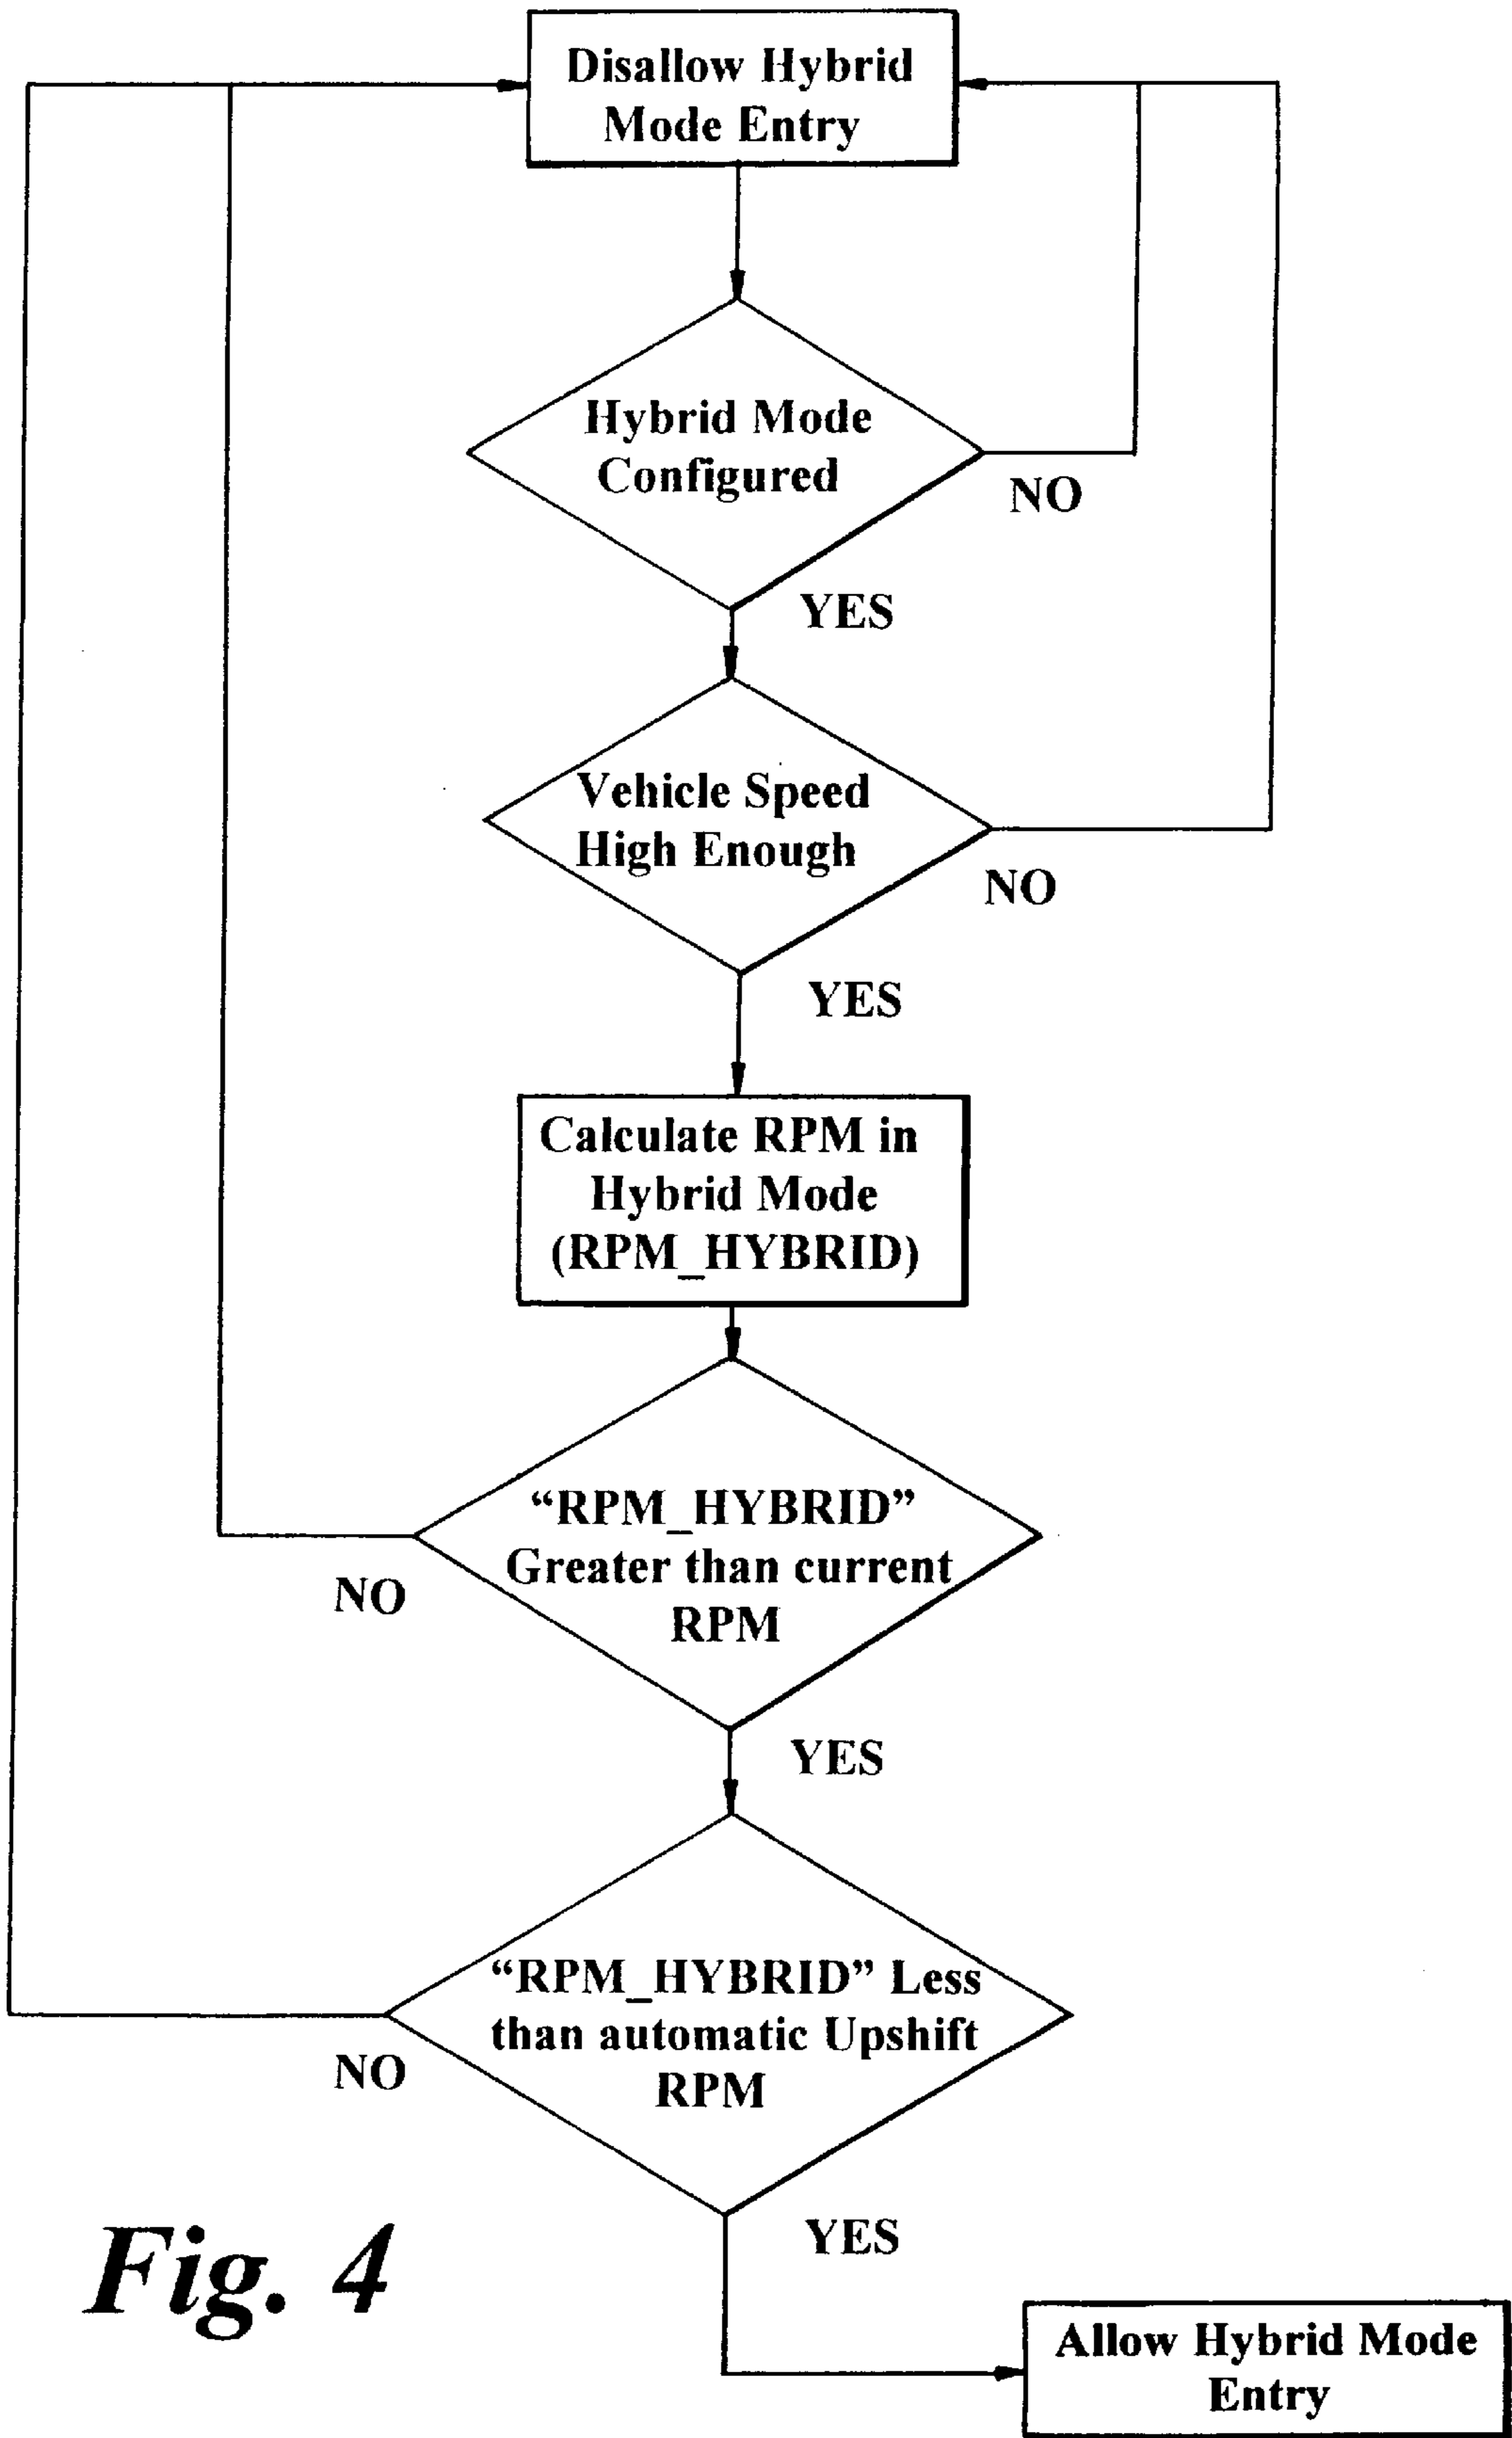 Disallow Hybrid
Mode Entry
Hybrid Mode
Configured
NO
YES
Vehicle Speed
High Enough
NO
YES
Calculate RPM in
Hybrid Mode
(RPM_HYBRID)
“RPM_HYBRID”
Greater than current
RPM
NO
YES
“RPM_HYBRID” Less
than automatic Upshift
RPM
NO
YES
Fig. 4
Allow Hybrid Mode
Entry